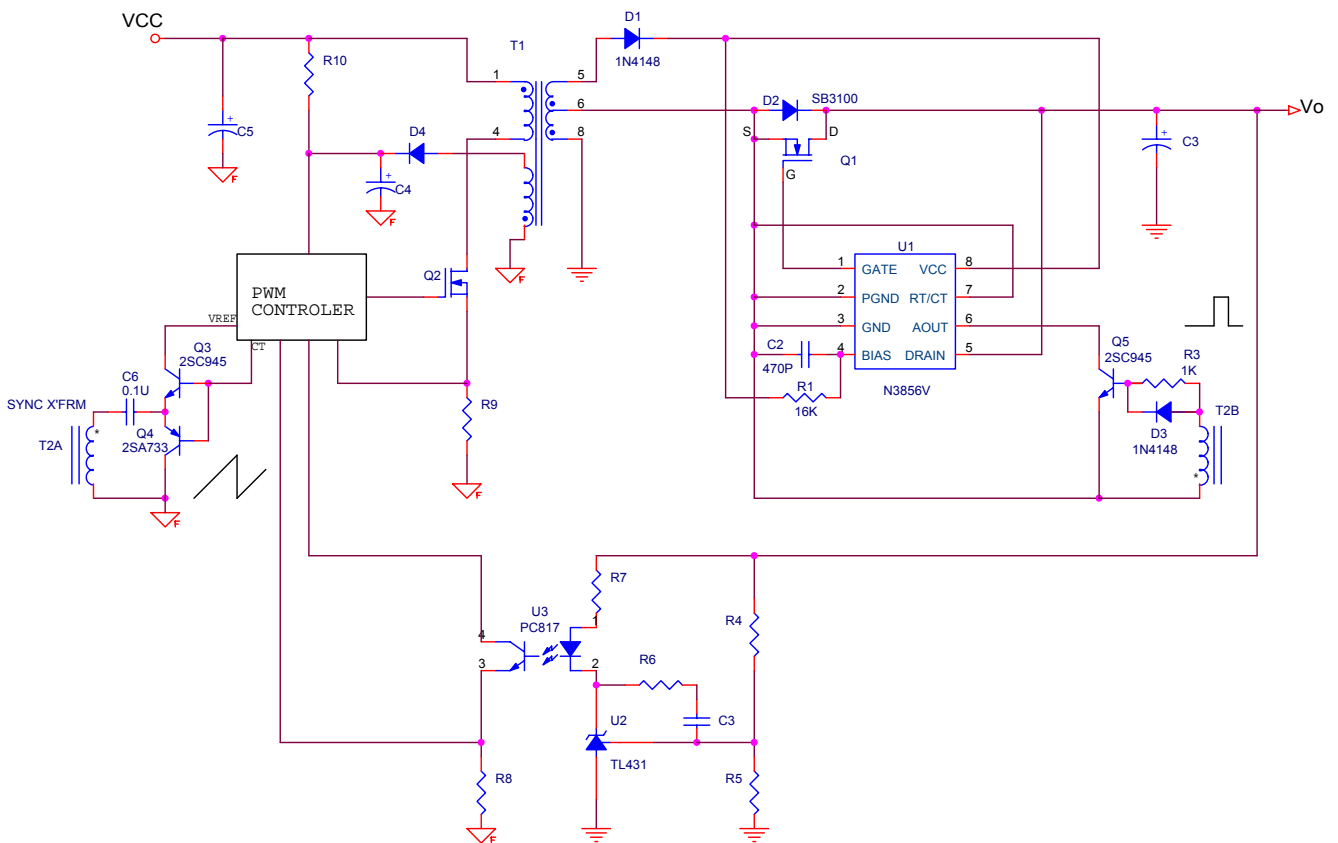 VCC
D1
T1
R10
1N4148
1
5
6
D2
SB3100
Vo
C5
F
D4
4
8
S
D
Q1
C3
G
C4
F
U1
F
1
GATE
VCC
8
Q2
PWM
CONTROLER
2
PGND
RT/CT
7
3
GND
AOUT
6
VREF
CT
Q3
2SC945
C2
470P
4
BIAS
DRAIN
5
Q5
2SC945
R3
1K
C6
0.1U
R1
16K
N3856V
SYNC X'FRM
R9
T2B
T2A
*
Q4
2SA733
D3
1N4148
*
F
F
R7
U3
PC817
1
R4
4
3
2
R6
U2
C3
TL431
R8
R5
F